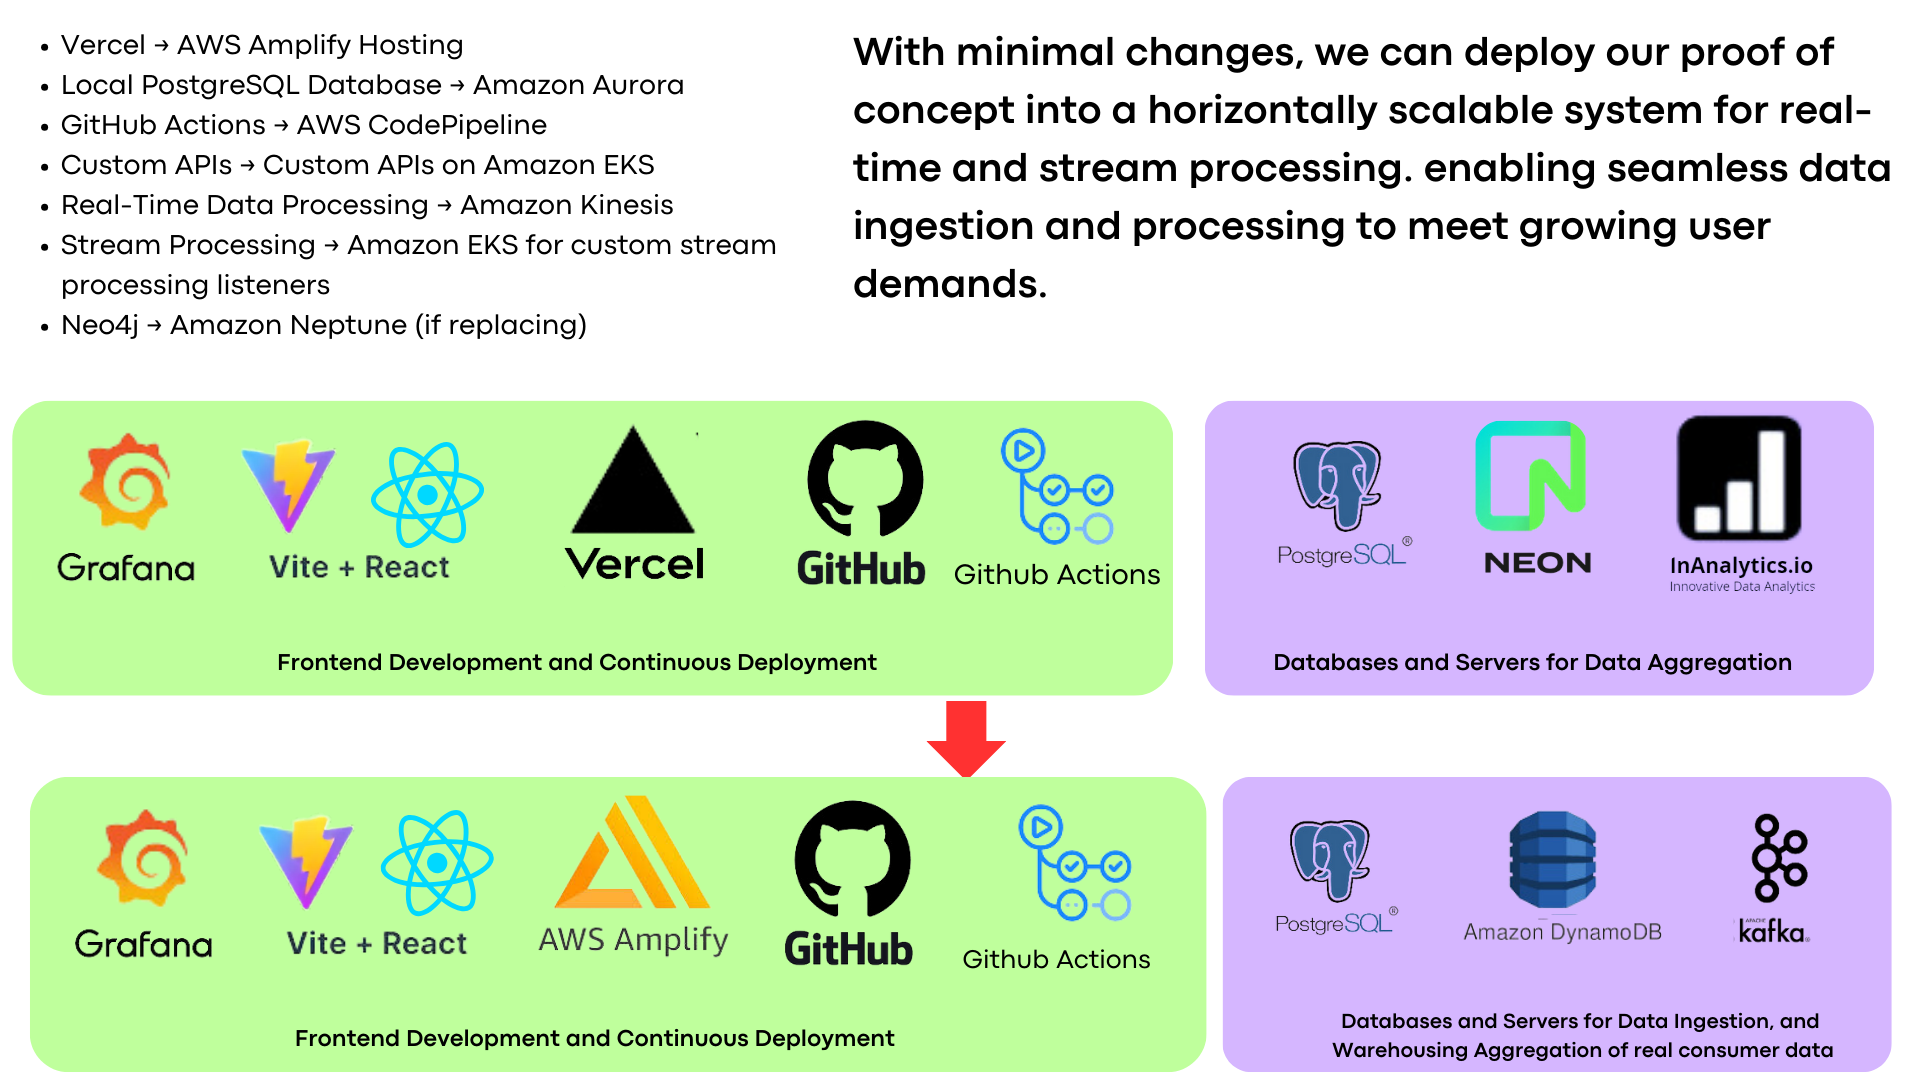 • Vercel → AWS Amplify Hosting
• Local PostgreSQL Database → Amazon Aurora
• GitHub Actions → AWS CodePipeline
• Custom APIs → Custom APIs on Amazon EKS
• Real-Time Data Processing → Amazon Kinesis
• Stream Processing → Amazon EKS for custom stream
processing listeners
• Neo4j → Amazon Neptune (if replacing)
With minimal changes, we can deploy our proof of
concept into a horizontally scalable system for real-
time and stream processing. enabling seamless data
ingestion and processing to meet growing user
demands.
Grafana
Vite + React
Vercel
GitHub
Github Actions
Frontend Development and Continuous Deployment
PostgreSQL®
NEON
InAnalytics.io
Innovative Data Analytics
Databases and Servers for Data Aggregation
Grafana
Vite + React
AWS Amplify
GitHub
Github Actions
Frontend Development and Continuous Deployment
PostgreSQL®
Amazon DynamoDB
APACHE
kafka®
Databases and Servers for Data Ingestion, and
Warehousing Aggregation of real consumer data